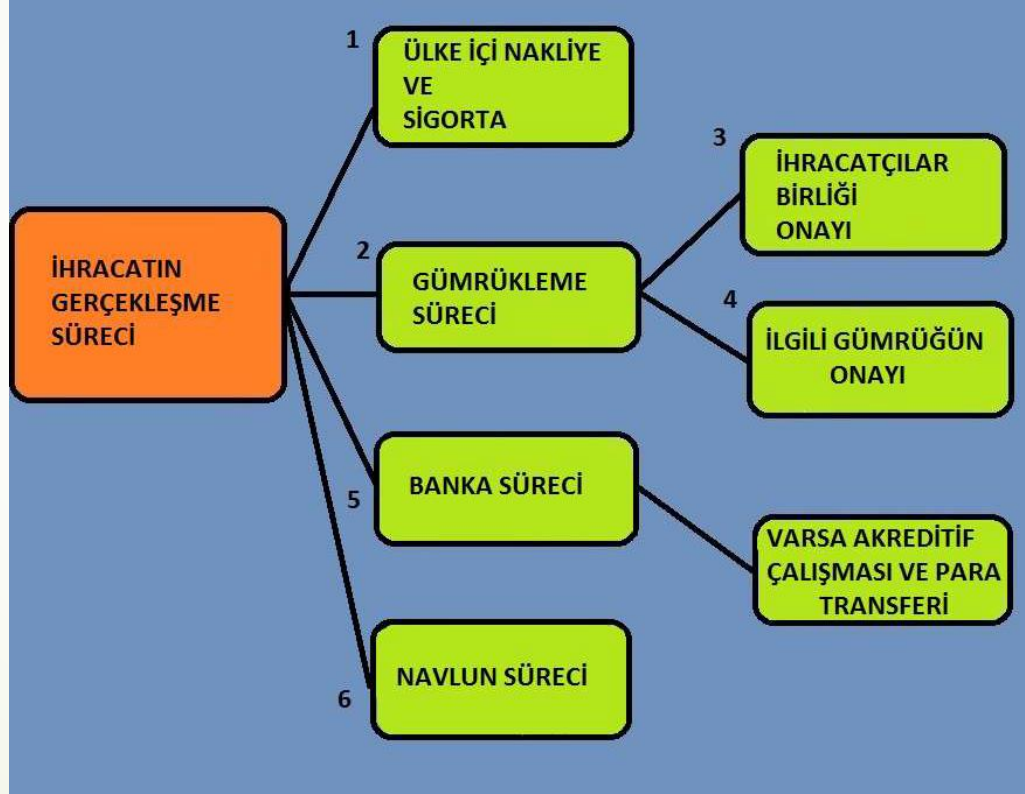 1
ÜLKE İÇİ NAKLİYE
VE
SİGORTA
İHRACATIN
GERÇEKLEŞME
SÜRECİ
2
GÜMRÜKLEME
SÜRECİ
3
İHRACATÇILAR
BİRLİĞİ
ONAYI
4
İLGİLİ GÜMRÜĞÜN
ONAYI
5
BANKA SÜRECİ
VARSA AKREDİTİF
ÇALIŞMASI VE PARA
TRANSFERİ
6
NAVLUN SÜRECİ